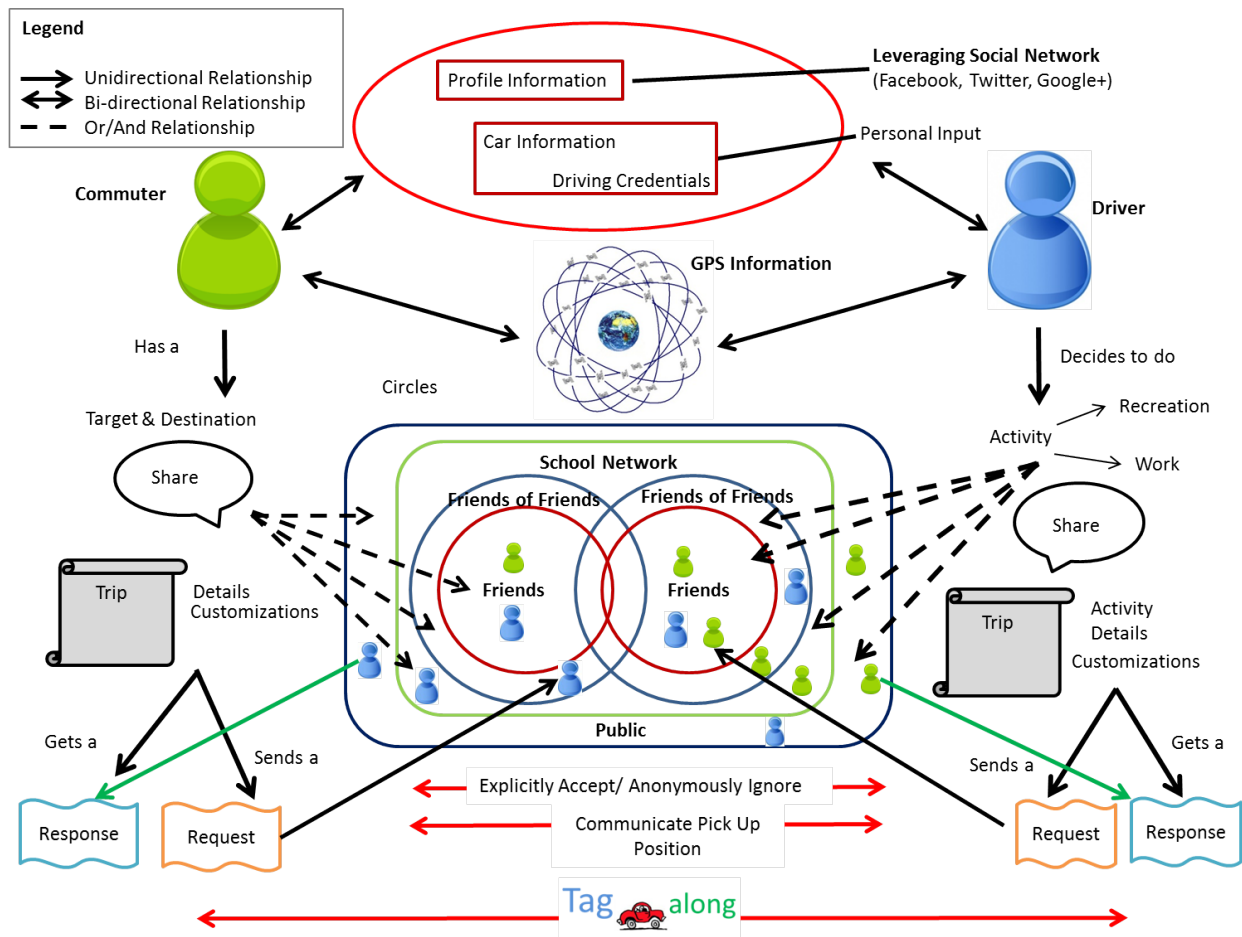 Legend
Unidirectional Relationship
Bi-directional Relationship
Or/And Relationship
Profile Information
Leveraging Social Network
(Facebook, Twitter, Google+)
Car Information
Driving Credentials
Personal Input
Commuter
Driver
GPS Information
Has a
Decides to do
Circles
Target & Destination
Recreation
Activity
Work
Share
Share
School Network
Friends of Friends
Friends of Friends
Friends
Friends
Public
Trip
Details
Customizations
Trip
Activity
Details
Customizations
Gets a
Sends a
Sends a
Gets a
Explicitly Accept/ Anonymously Ignore
Communicate Pick Up
Position
Response
Request
Request
Response
Tag along